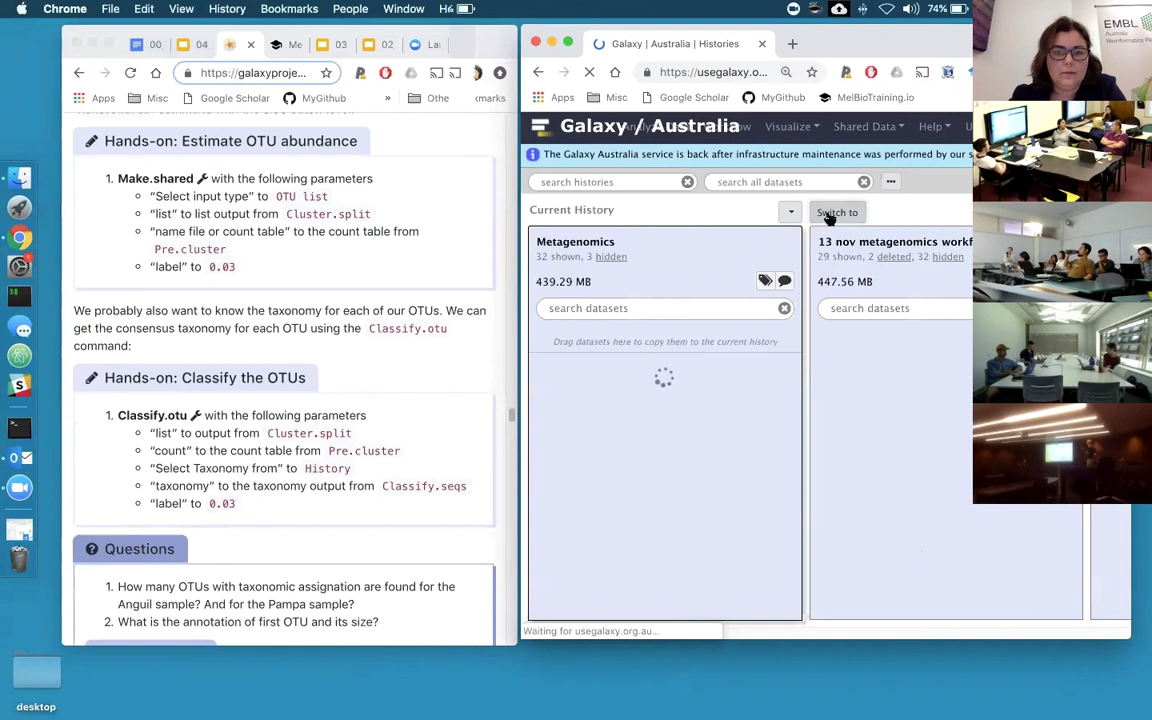 Chrome File Edit View History Bookmarks People Window
74%
00
04
Me
03
02
https://galaxyproje...
Apps Misc Google Scholar MyGithub » Othe
Hands-on: Estimate OTU abundance
1. Make.shared with the following parameters
"Select input type" to OTU list
"list" to list output from Cluster.split
"name file or count table" to the count table from
Pre.cluster
"label" to 0.03
We probably also want to know the taxonomy for each of our OTUs. We can
get the consensus taxonomy for each OTU using the Classify.otu
command:
Hands-on: Classify the OTUs
1. Classify.otu with the following parameters
"list" to output from Cluster.split
"count" to the count table from Pre.cluster
"Select Taxonomy from" to History
"taxonomy" to the taxonomy output from Classify.seqs
"label" to 0.03
Questions
1. How many OTUs with taxonomic assignation are found for the
Anguil sample? And for the Pampa sample?
2. What is the annotation of first OTU and its size?
Galaxy | Australia | Histories
https://usegalaxy.o...
Apps Misc Google Scholar MyGithub MelBioTraining.io
Galaxy / Australia
Visualize Shared Data Help
The Galaxy Australia service is back after infrastructure maintenance was performed by our s
search histories
search all datasets
Current History
Switch to
Metagenomics
32 shown, 3 hidden
439.29 MB
search datasets
Drag datasets here to copy them to the current history
13 nov metagenomics workf
29 shown, 2 deleted, 32 hidden
447.56 MB
search datasets
Waiting for usegalaxy.org.au...
EMBL
desktop